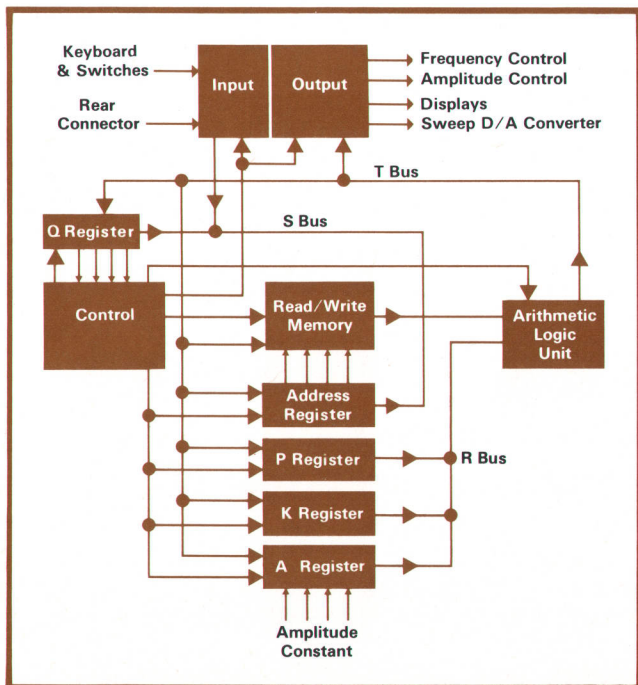 Keyboard
& Switches
Rear
Connector
Input
Output
Frequency Control
Amplitude Control
Displays
Sweep D/A Converter
T Bus
Q Register
S Bus
Control
Read/Write
Memory
Arithmetic
Logic
Unit
Address
Register
P Register
R Bus
K Register
A Register
Amplitude
Constant